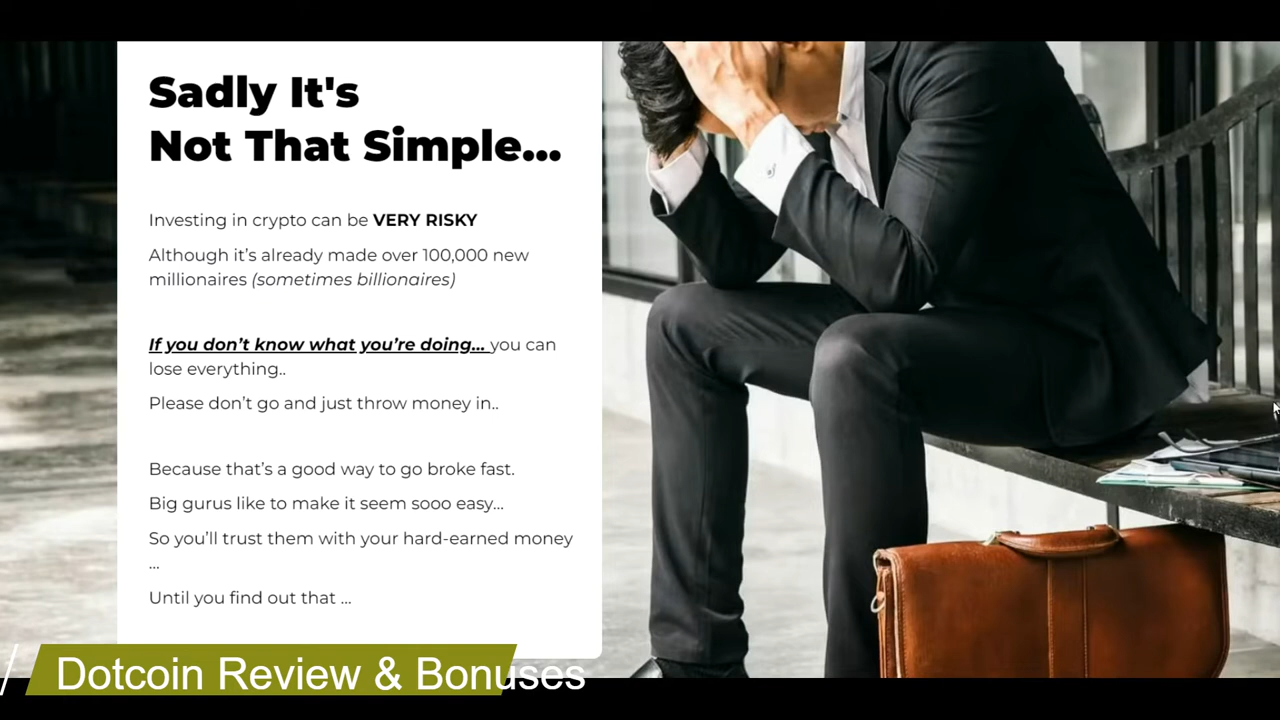 Sadly It's
Not That Simple...
Investing in crypto can be VERY RISKY
Although it’s already made over 100,000 new
millionaires (sometimes billionaires)
If you don’t know what you’re doing... you can
lose everything..
Please don’t go and just throw money in..
Because that’s a good way to go broke fast.
Big gurus like to make it seem sooo easy...
So you’ll trust them with your hard-earned money
...
Until you find out that ...
/ Dotcoin Review & Bonuses